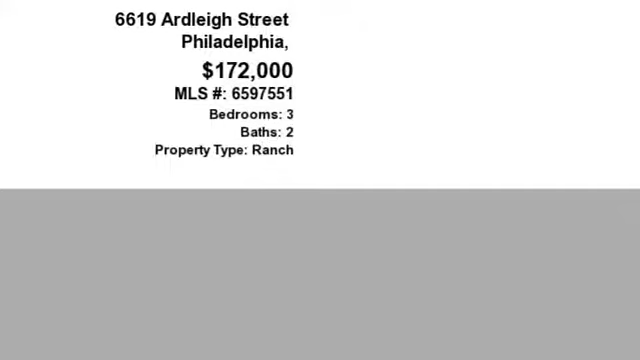 6619 Ardleigh Street
Philadelphia,
$172,000
MLS #: 6597551
Bedrooms: 3
Baths: 2
Property Type: Ranch